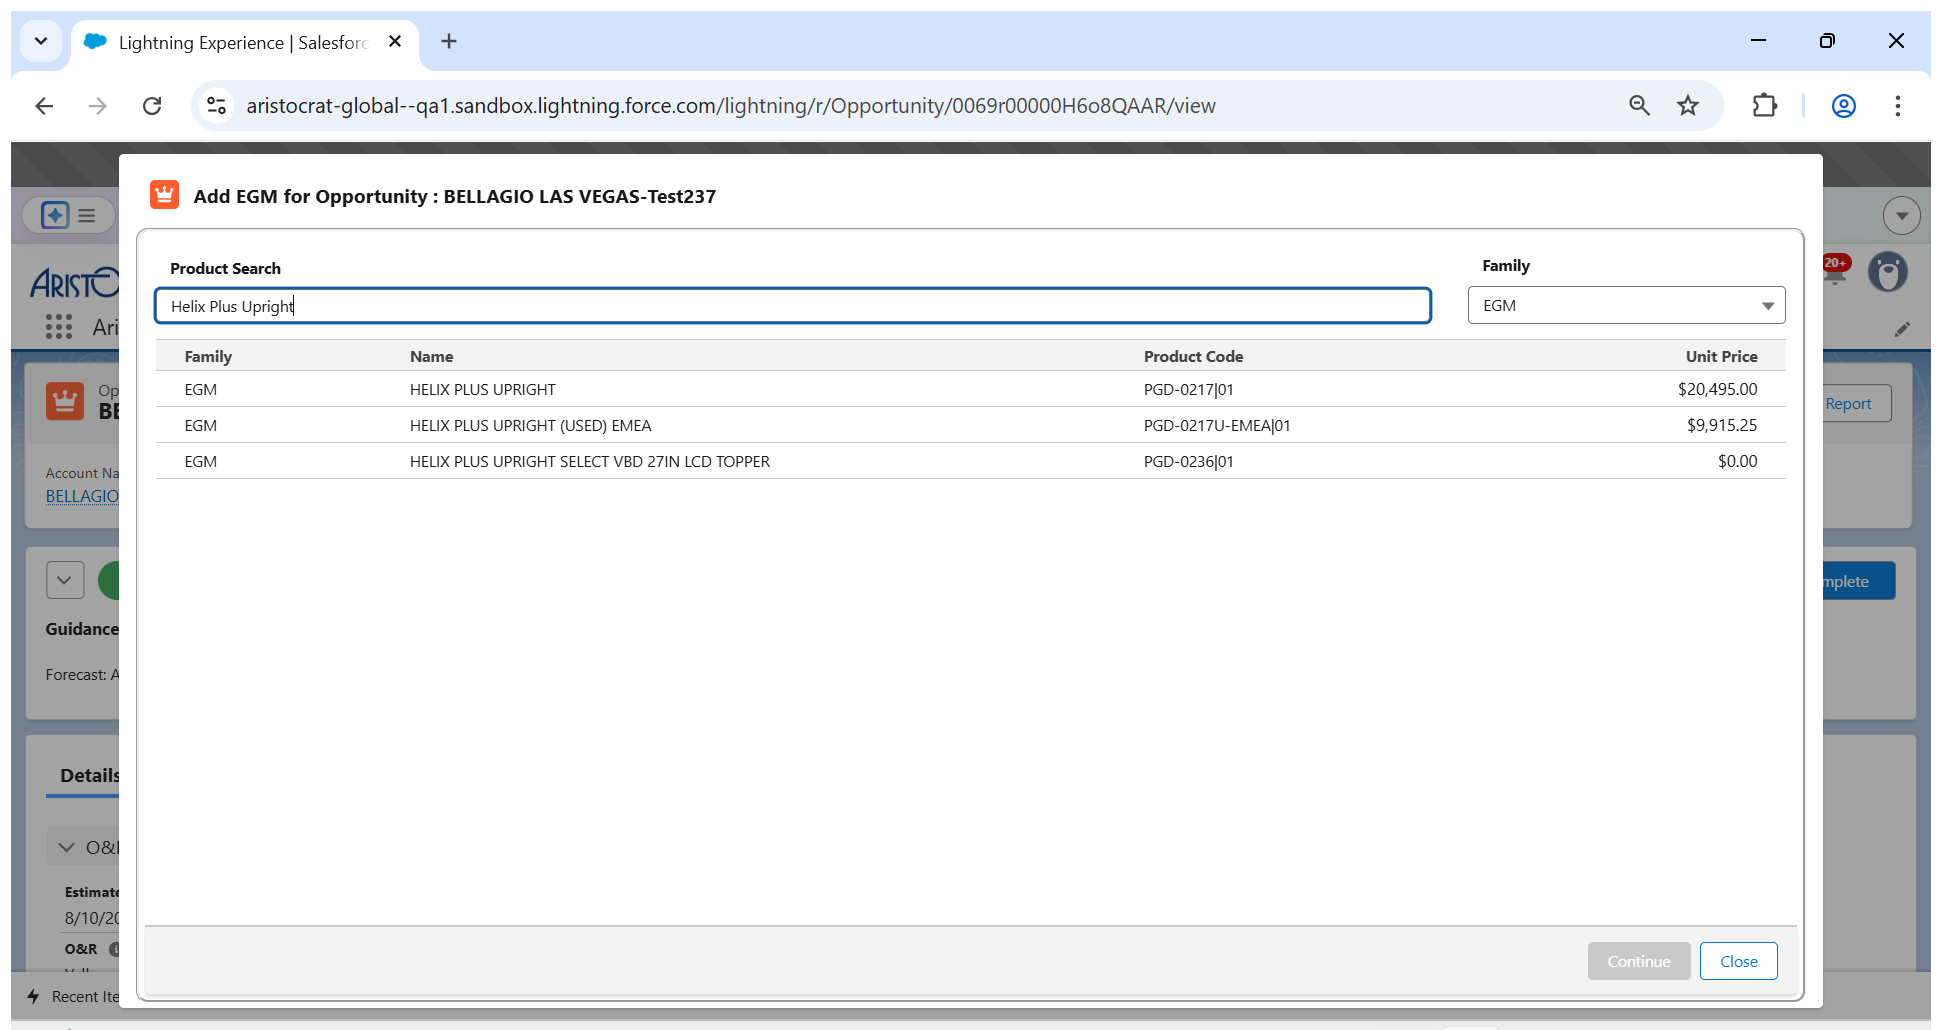 Lightning Experience | Salesforc
aristocrat-global--qa1.sandbox.lightning.force.com/lightning/r/Opportunity/0069r00000H6o8QAAR/view
Add EGM for Opportunity : BELLAGIO LAS VEGAS-Test237
Product Search
Family
Helix Plus Upright
EGM
Family Name Product Code Unit Price
EGM HELIX PLUS UPRIGHT PGD-0217|01 $20,495.00
EGM HELIX PLUS UPRIGHT (USED) EMEA PGD-0217U-EMEA|01 $9,915.25
EGM HELIX PLUS UPRIGHT SELECT VBD 27IN LCD TOPPER PGD-0236|01 $0.00
Continue Close
ARISTO
20+
Ari
Op
BE
Report
Account Na
BELLAGIO
mplete
Guidance
Forecast: A
Details
O&
Estimate
8/10/20
O&R
Recent Ite